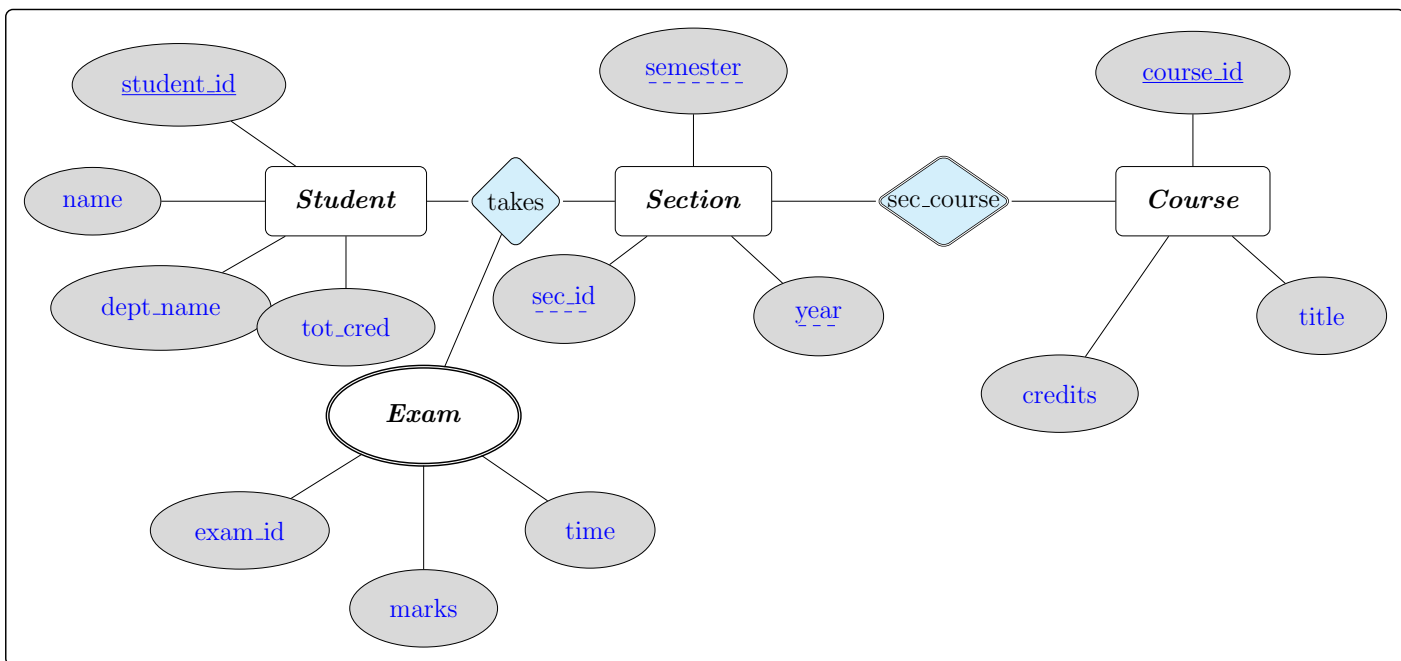 semester
course_id
student_id
name
Student
takes
Section
sec_course
Course
sec_id
year
dept_name
tot_cred
title
credits
Exam
exam_id
time
marks